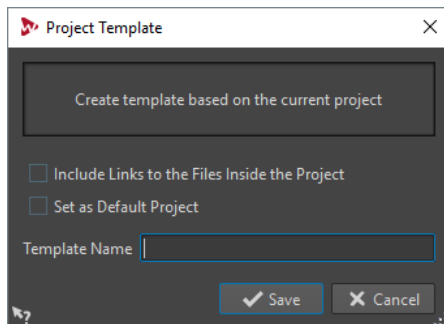 Project Template
Create template based on the current project
Include Links to the Files Inside the Project
Set as Default Project
Template Name
Save
Cancel